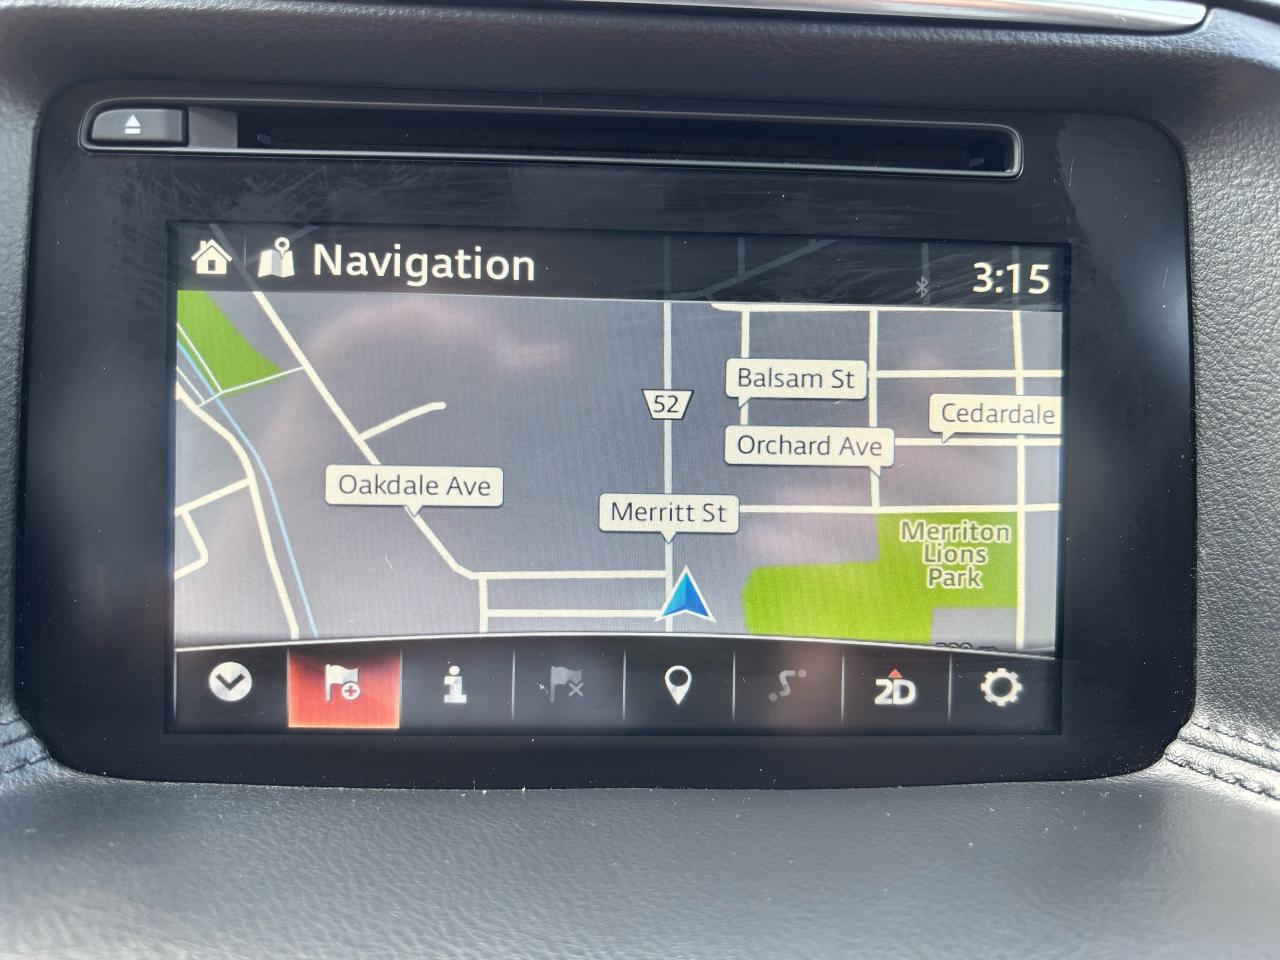 Navigation
3:15
Balsam St
52
Cedardale
Orchard Ave
Oakdale Ave
Merritt St
Merriton
Lions
Park
2D